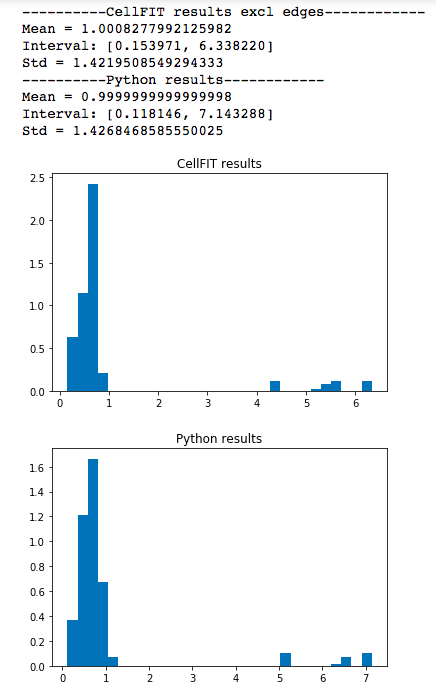 ----------CellFIT results excl edges------------
Mean = 1.0008277992125982
Interval: [0.153971, 6.338220]
Std = 1.4219508549294333
----------Python results------------
Mean = 0.9999999999999998
Interval: [0.118146, 7.143288]
Std = 1.4268468585550025
CellFIT results
2.5
2.0
1.5
1.0
0.5
0.0
0 1 2 3 4 5 6
Python results
1.6
1.4
1.2
1.0
0.8
0.6
0.4
0.2
0.0
0 1 2 3 4 5 6 7